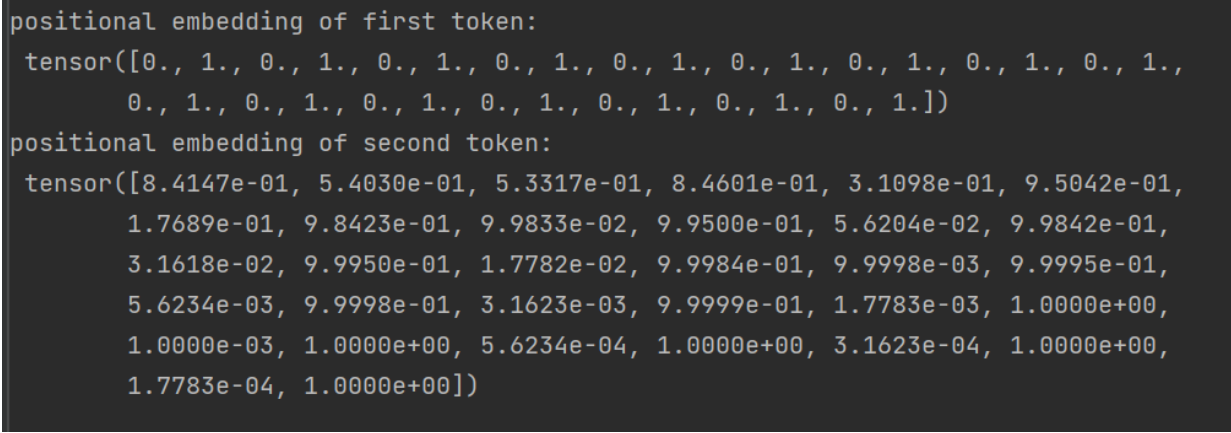 positional embedding of first token:
tensor([0., 1., 0., 1., 0., 1., 0., 1., 0., 1., 0., 1., 0., 1., 0., 1., 0., 1.,
0., 1., 0., 1., 0., 1., 0., 1., 0., 1., 0., 1., 0., 1.])
positional embedding of second token:
tensor([8.4147e-01, 5.4030e-01, 5.3317e-01, 8.4601e-01, 3.1098e-01, 9.5042e-01,
1.7689e-01, 9.8423e-01, 9.9833e-02, 9.9500e-01, 5.6204e-02, 9.9842e-01,
3.1618e-02, 9.9950e-01, 1.7782e-02, 9.9984e-01, 9.9998e-03, 9.9995e-01,
5.6234e-03, 9.9998e-01, 3.1623e-03, 9.9999e-01, 1.7783e-03, 1.0000e+00,
1.0000e-03, 1.0000e+00, 5.6234e-04, 1.0000e+00, 3.1623e-04, 1.0000e+00,
1.7783e-04, 1.0000e+00])